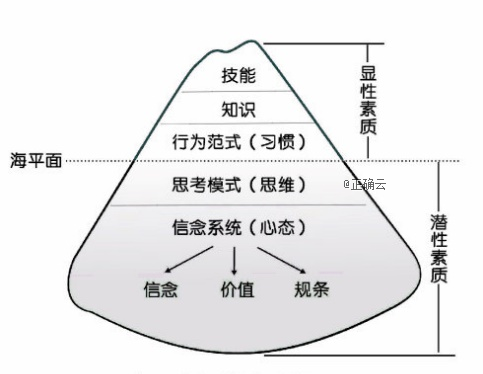 技能
知识
行为范式（习惯）
海平面
思考模式（思维）
信念系统（心态）
信念 价值 规条
显性素质
@正确云
潜性素质